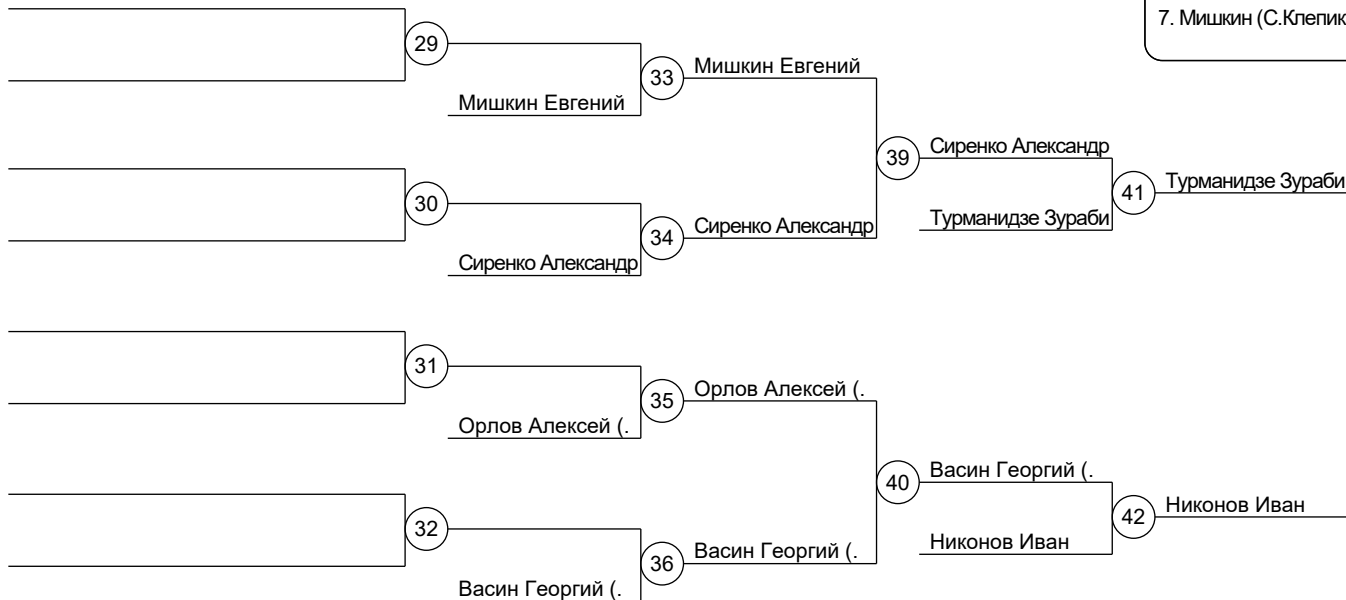 7. Мишкин (С.Клепик
29
33
Мишкин Евгений
Мишкин Евгений
39
Сиренко Александр
30
34
Сиренко Александр
Сиренко Александр
Турманидзе Зураби
41
Турманидзе Зураби
31
35
Орлов Алексей (.
Орлов Алексей (.
40
Васин Георгий (.
32
36
Васин Георгий (.
Васин Георгий (.
Никонов Иван
42
Никонов Иван